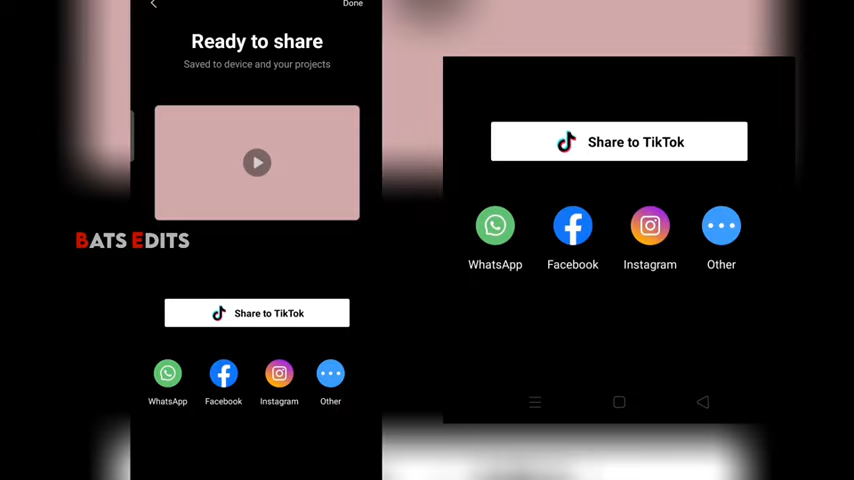 Done
Ready to share
Saved to device and your projects
BATS EDITS
Share to TikTok
WhatsApp Facebook Instagram Other
Share to TikTok
WhatsApp Facebook Instagram Other